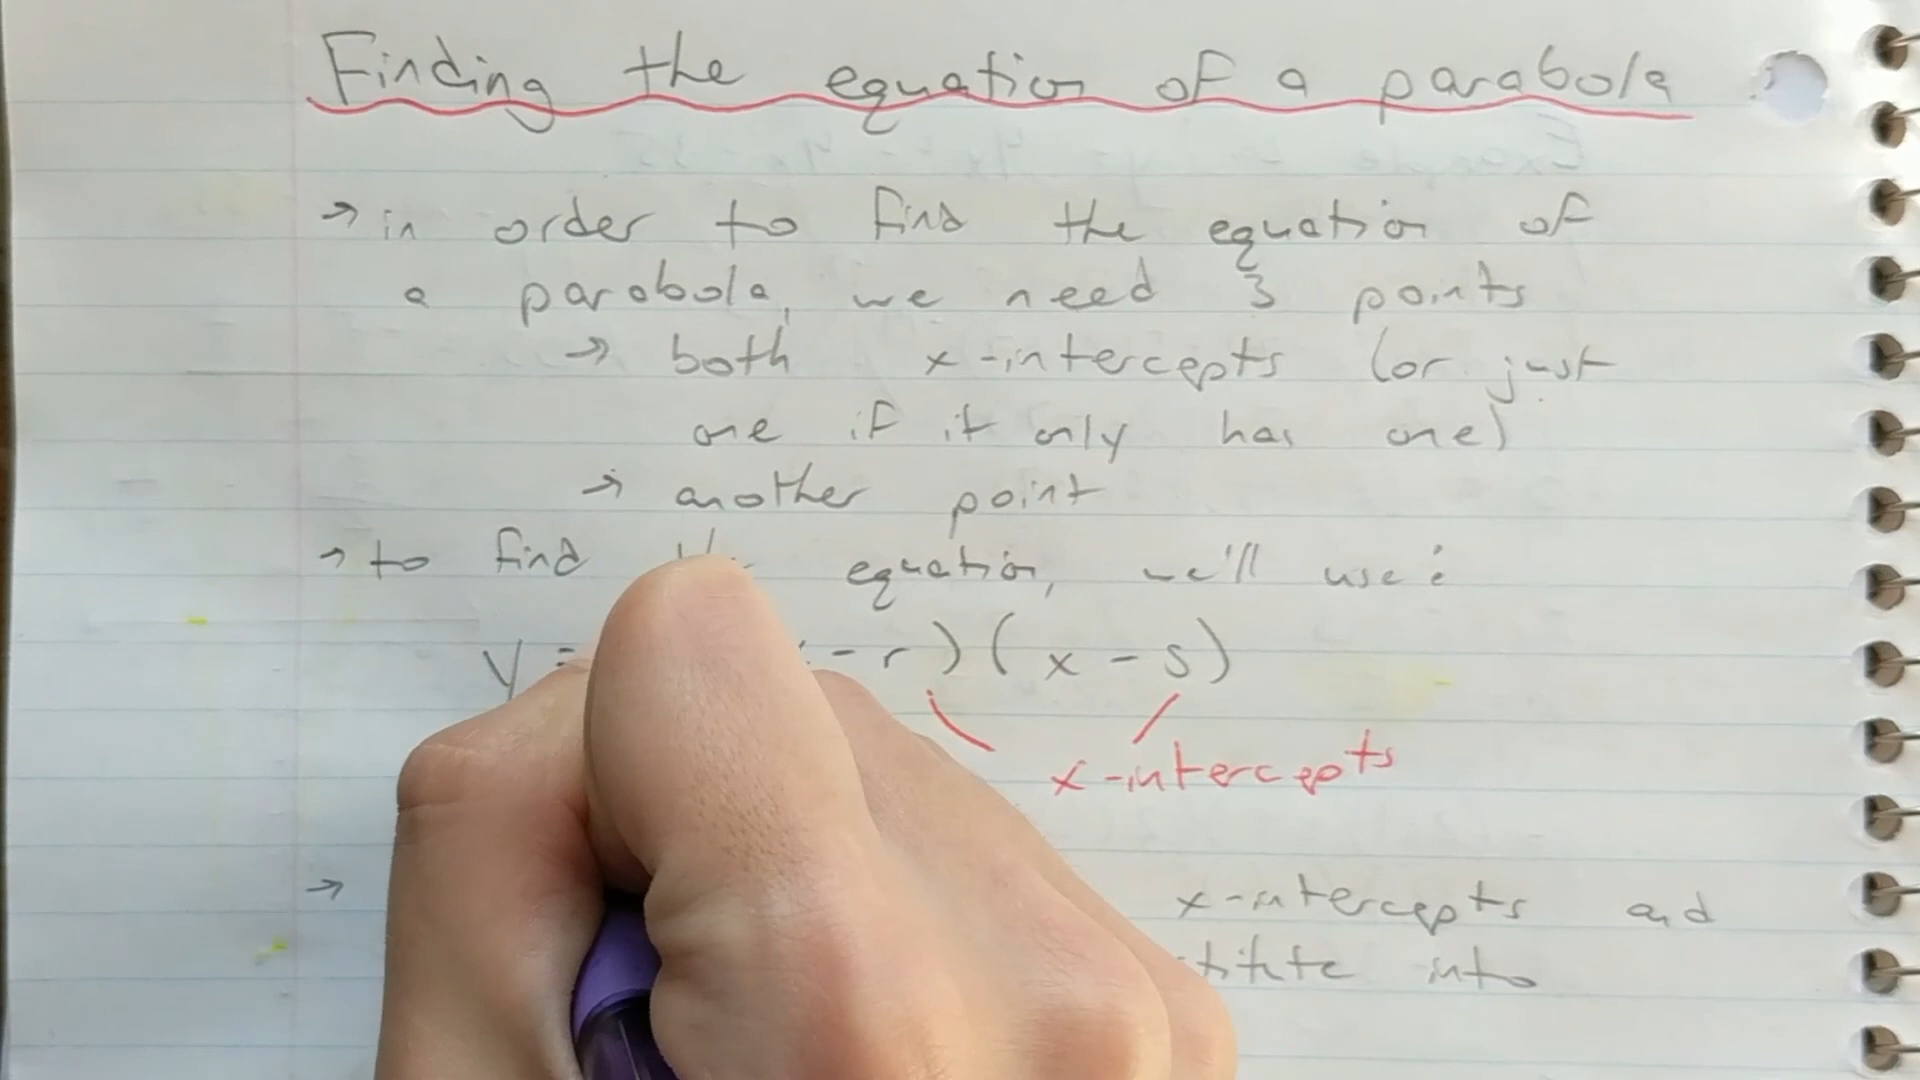 Finding the equation of a parabola
→ in order to find the equation of
a parabola, we need 3 points
→ both x-intercepts (or just
one if it only has one)
→ another point
→ to find equation, we'll use:
y = - r)(x - s)
x-intercepts
→ x-intercepts and
into